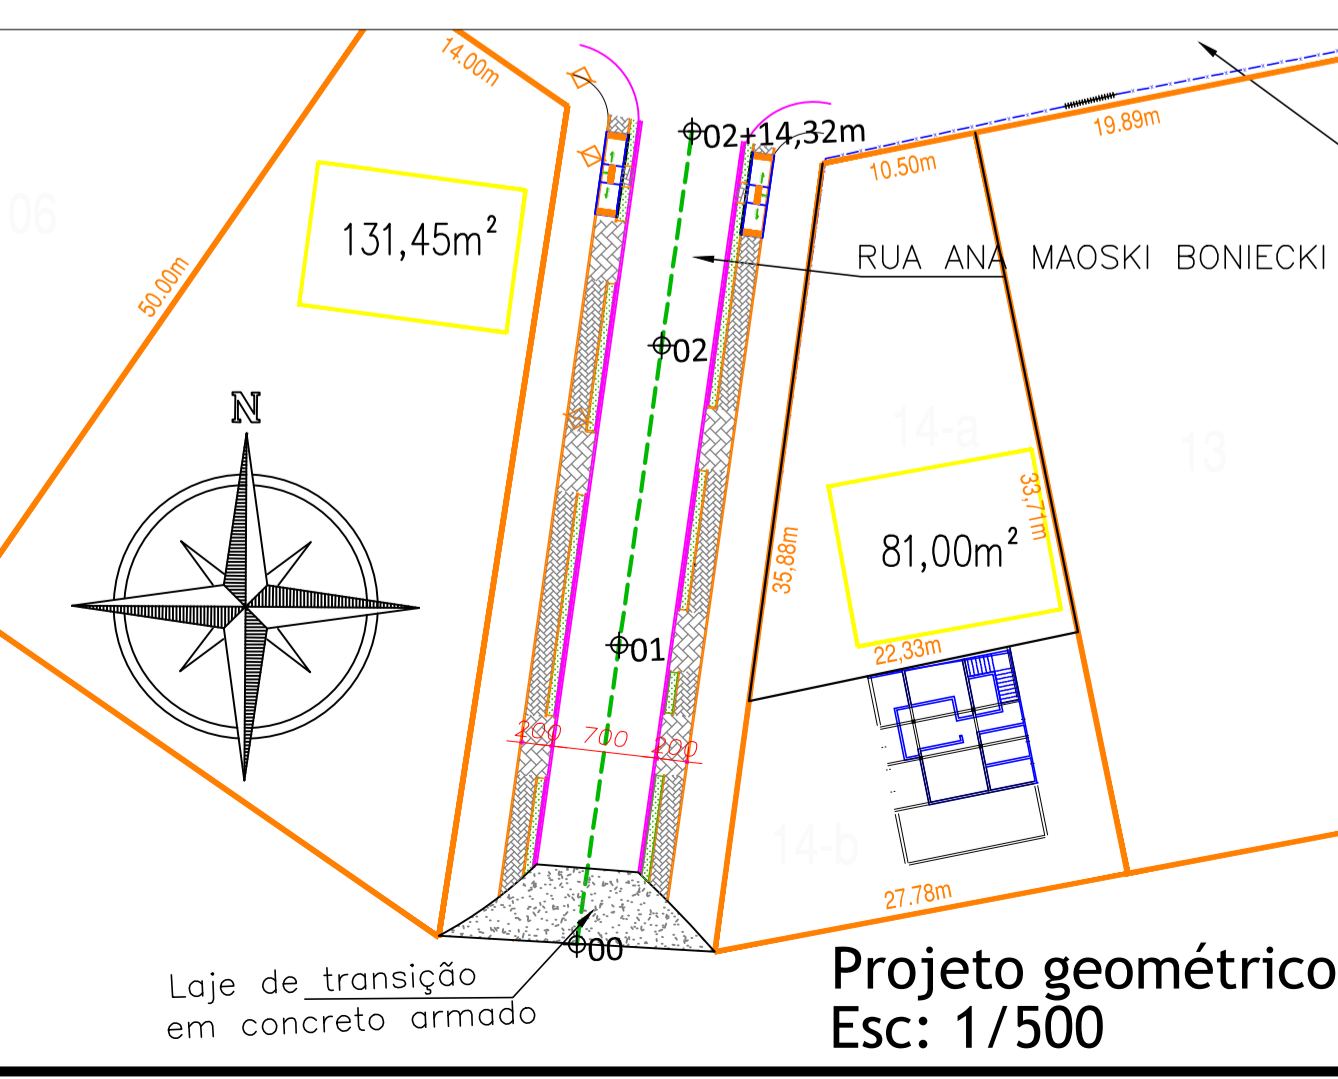 14.00m
02+14,32m
19.89m
10.50m
06
131,45m²
50.00m
RUA ANA MAOSKI BONIECKI
02
N
14-a
13
33,71m
81,00m²
35,88m
01
22,33m
200 700 200
14-b
27.78m
00
Laje de transição
em concreto armado
Projeto geométrico
Esc: 1/500